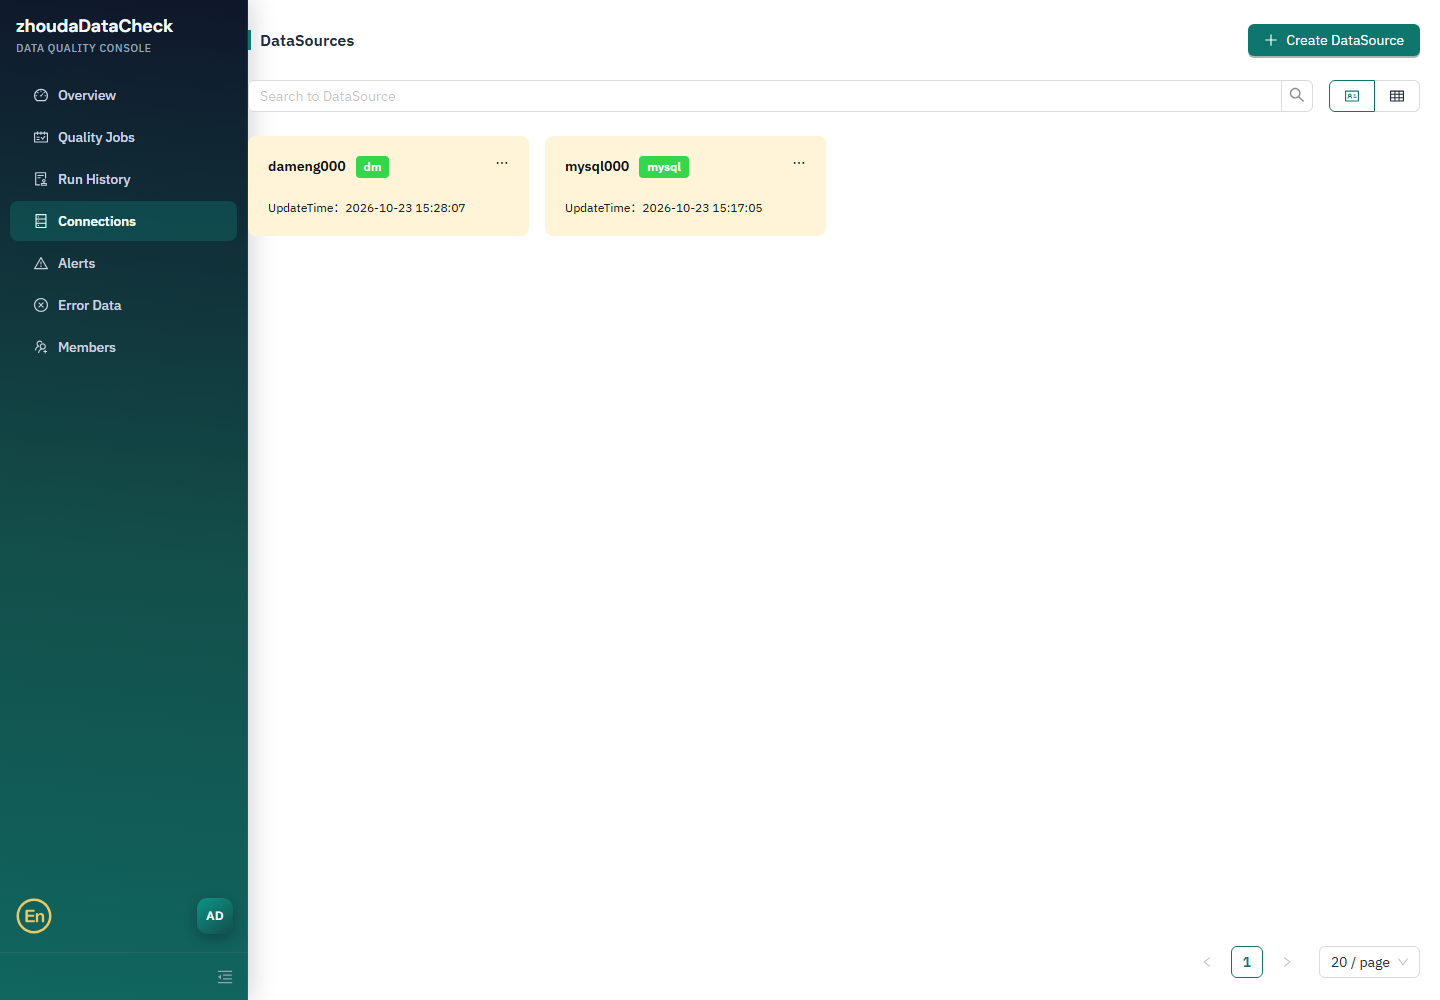 zhoudaDataCheck
DATA QUALITY CONSOLE
Overview
Quality Jobs
Run History
Connections
Alerts
Error Data
Members
En
AD
DataSources
Create DataSource
Search to DataSource
dameng000 dm ···
UpdateTime：2026-10-23 15:28:07
mysql000 mysql ···
UpdateTime：2026-10-23 15:17:05
1
20 / page